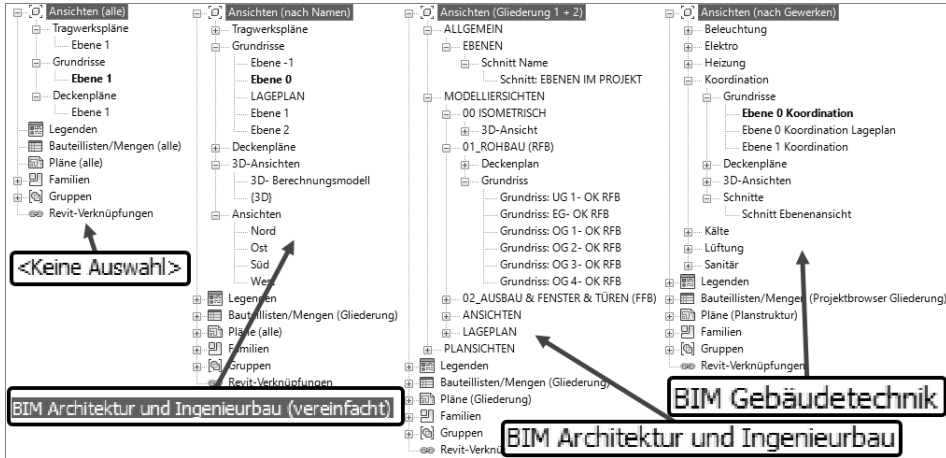 Ansichten (alle)
Tragwerkspläne
Ebene 1
Grundrisse
Ebene 1
Deckenpläne
Ebene 1
Legenden
Bauteillisten/Mengen (alle)
Pläne (alle)
Familien
Gruppen
Revit-Verknüpfungen
<Keine Auswahl>
Ansichten (nach Namen)
Tragwerkspläne
Grundrisse
Ebene -1
Ebene 0
LAGEPLAN
Ebene 1
Ebene 2
Deckenpläne
3D-Ansichten
3D- Berechnungsmodell
{3D}
Ansichten
Nord
Ost
Süd
West
Legenden
Bauteillisten/Mengen (Gliederung)
Pläne (alle)
Familien
Gruppen
Revit-Verknüpfungen
BIM Architektur und Ingenieurbau (vereinfacht)
Ansichten (Gliederung 1 + 2)
ALLGEMEIN
EBENEN
Schnitt Name
Schnitt: EBENEN IM PROJEKT
MODELLIERSICHTEN
00 ISOMETRISCH
3D-Ansicht
01_ROHBAU (RFB)
Deckenplan
Grundriss
Grundriss: UG 1- OK RFB
Grundriss: EG- OK RFB
Grundriss: OG 1- OK RFB
Grundriss: OG 2- OK RFB
Grundriss: OG 3- OK RFB
Grundriss: OG 4- OK RFB
02_AUSBAU & FENSTER & TÜREN (FFB)
ANSICHTEN
LAGEPLAN
PLANSICHTEN
Legenden
Bauteillisten/Mengen (Gliederung)
Pläne (Gliederung)
Familien
Gruppen
Revit-Verknü
BIM Architektur und Ingenieurbau
Ansichten (nach Gewerken)
Beleuchtung
Elektro
Heizung
Koordination
Grundrisse
Ebene 0 Koordination
Ebene 0 Koordination Lageplan
Ebene 1 Koordination
Deckenpläne
3D-Ansichten
Schnitte
Schnitt Ebenenansicht
Kälte
Lüftung
Sanitär
Legenden
Bauteillisten/Mengen (Projektbrowser Gliederung)
Pläne (Planstruktur)
Familien
Gruppen
Revit-Verknüpfungen
BIM Gebäudetechnik